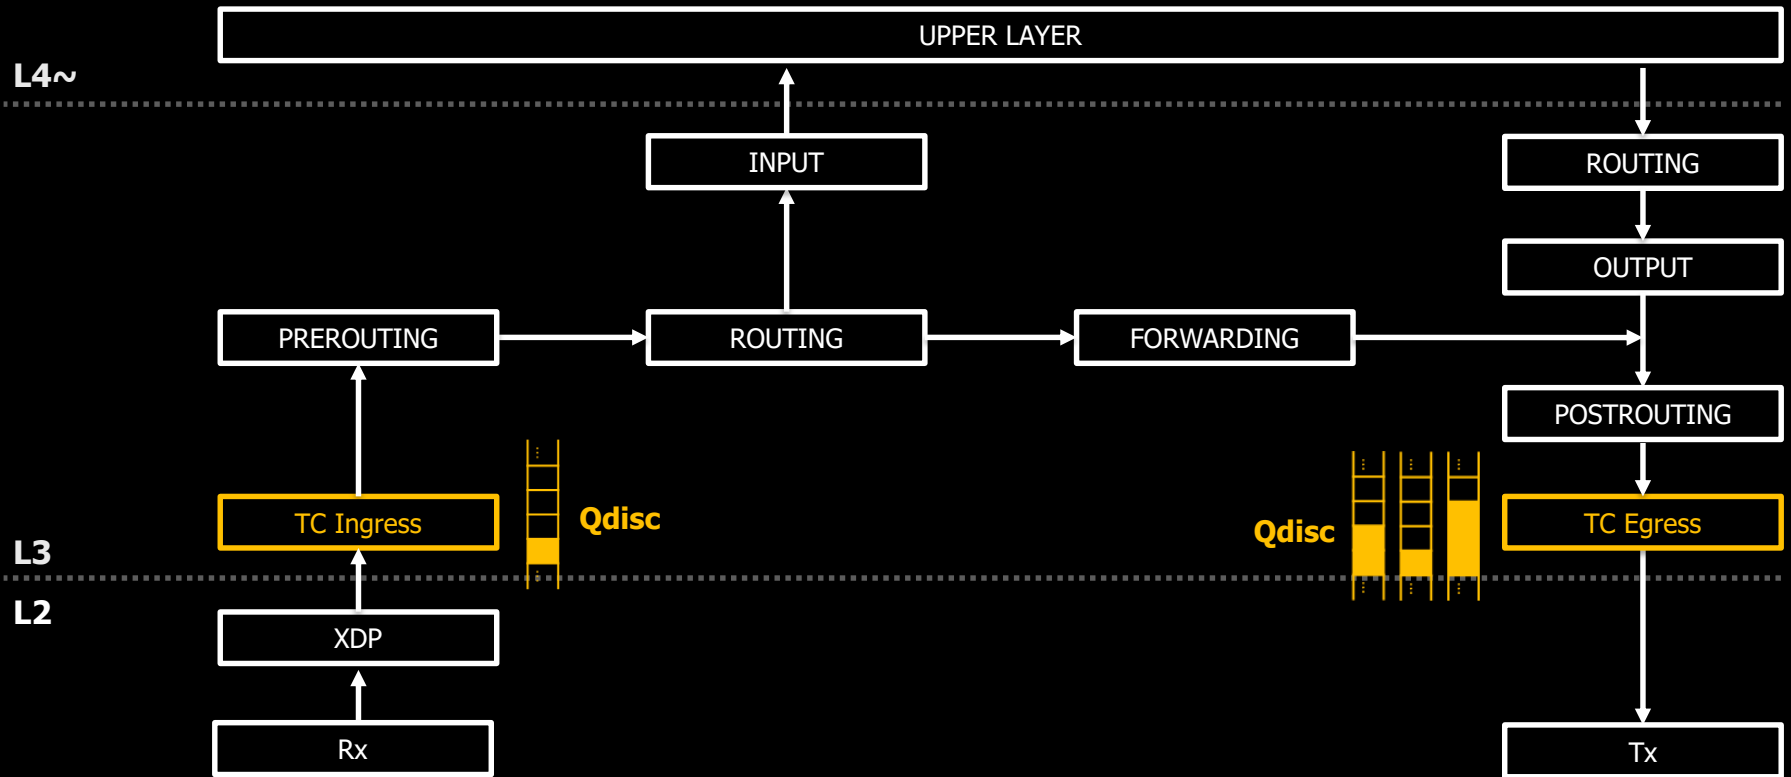 UPPER LAYER
L4~
INPUT
ROUTING
OUTPUT
PREROUTING
ROUTING
FORWARDING
POSTROUTING
TC Ingress
Qdisc
Qdisc
TC Egress
L3
L2
XDP
Rx
Tx